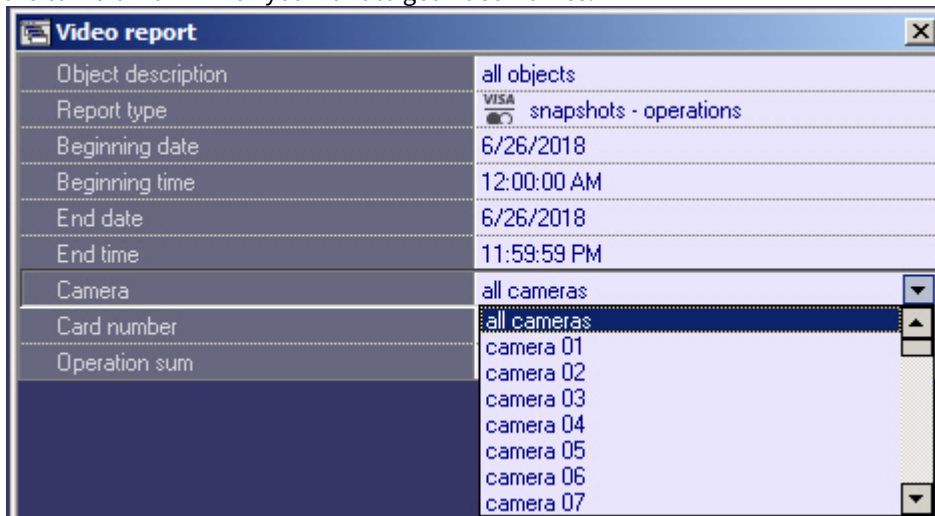 Video report
Object description all objects
Report type VISA snapshots - operations
Beginning date 6/26/2018
Beginning time 12:00:00 AM
End date 6/26/2018
End time 11:59:59 PM
Camera all cameras
Card number all cameras
camera 01
Operation sum camera 02
camera 03
camera 04
camera 05
camera 06
camera 07